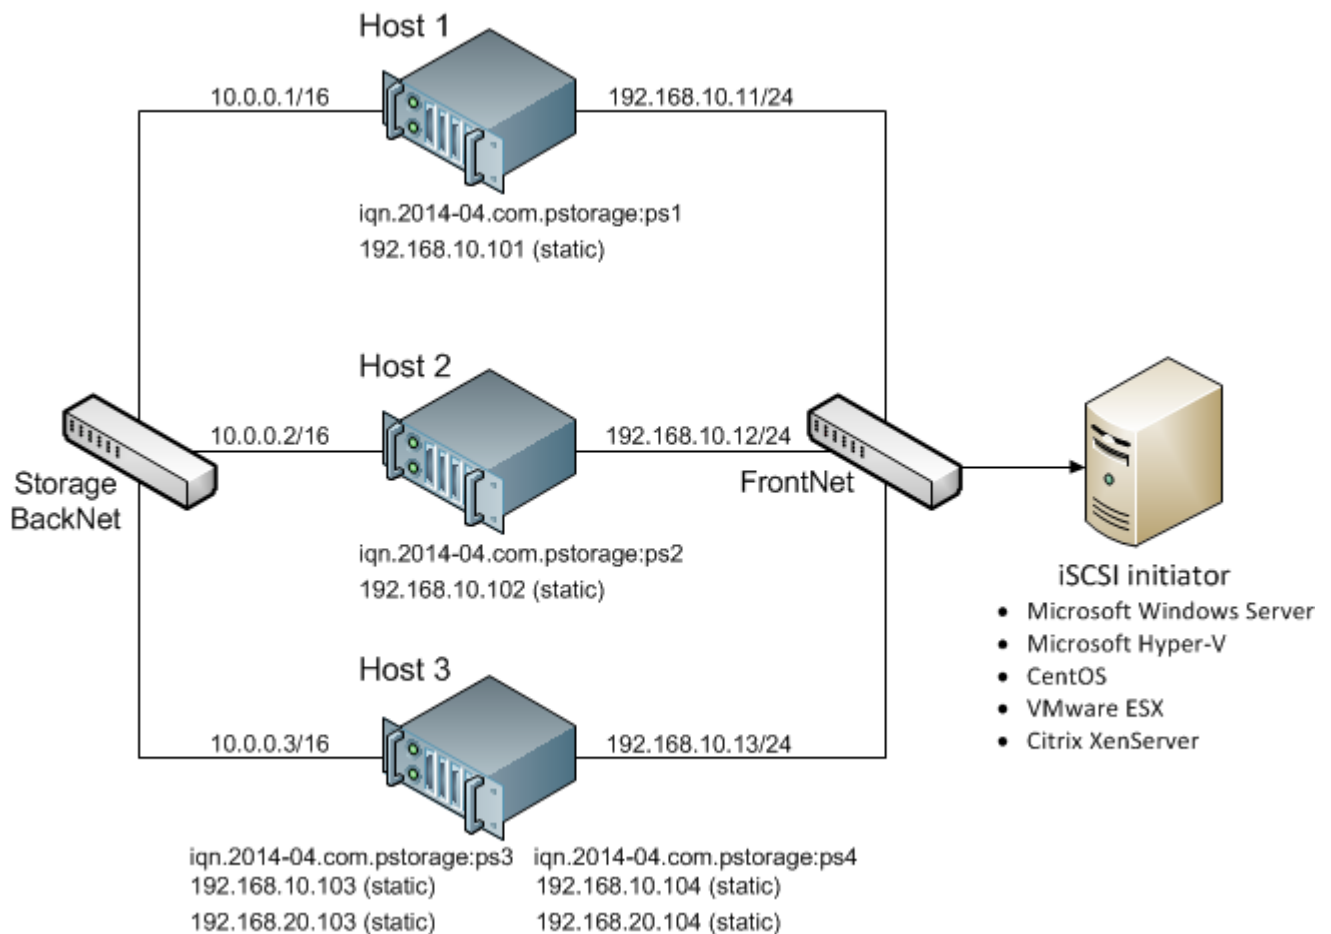 Host 1
10.0.0.1/16
192.168.10.11/24
iqn.2014-04.com.pstorage:ps1
192.168.10.101 (static)
Host 2
10.0.0.2/16
192.168.10.12/24
Storage
BackNet
FrontNet
iqn.2014-04.com.pstorage:ps2
192.168.10.102 (static)
iSCSI initiator
• Microsoft Windows Server
• Microsoft Hyper-V
• CentOS
• VMware ESX
• Citrix XenServer
Host 3
10.0.0.3/16
192.168.10.13/24
iqn.2014-04.com.pstorage:ps3
192.168.10.103 (static)
192.168.20.103 (static)
iqn.2014-04.com.pstorage:ps4
192.168.10.104 (static)
192.168.20.104 (static)